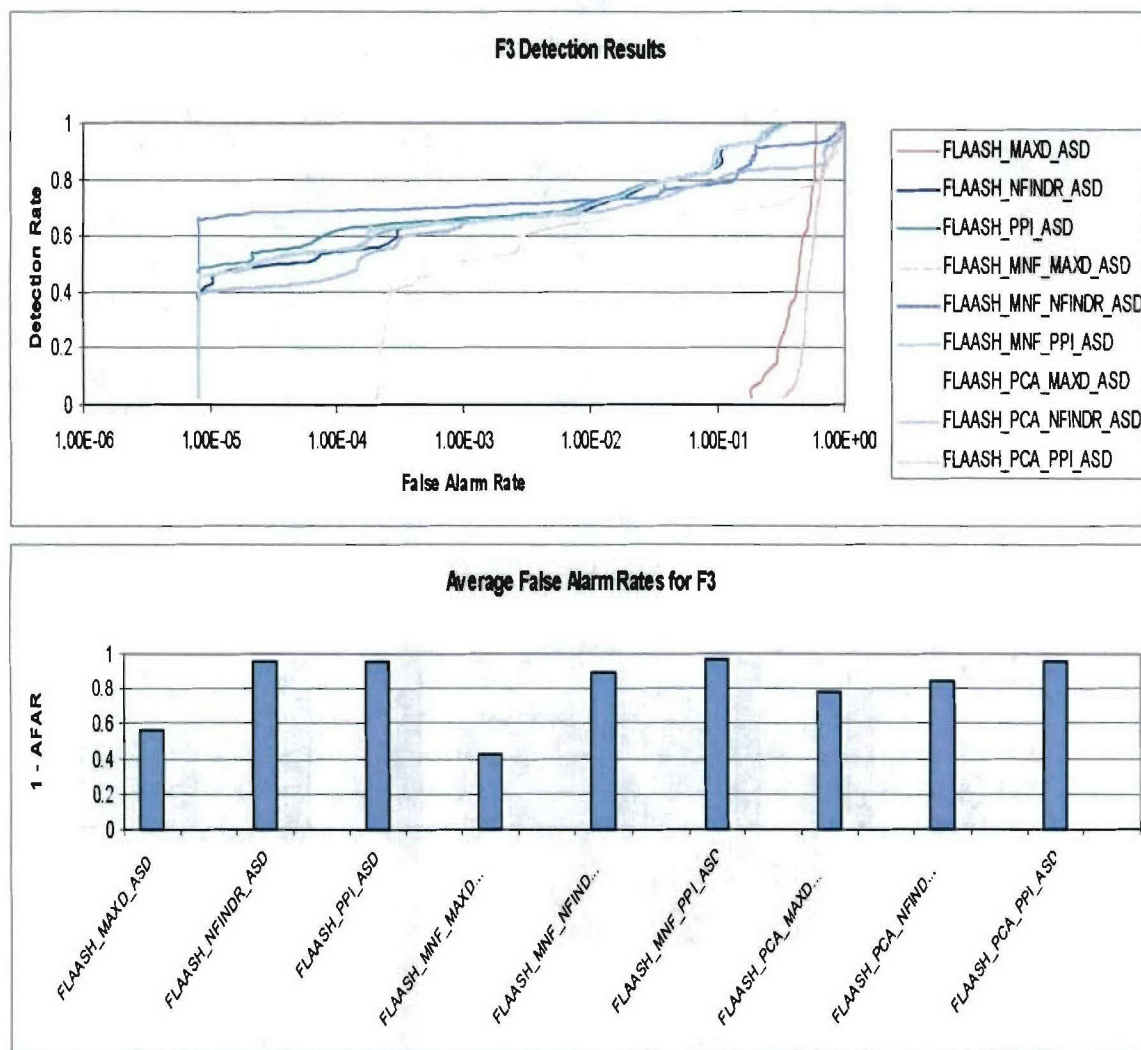 F3 Detection Results
Detection Rate
1
0.8
0.6
0.4
0.2
0
1.00E-06
1.00E-05
1.00E-04
1.00E-03
1.00E-02
1.00E-01
1.00E+00
False Alarm Rate
FLAASH_MAXD_ASD
FLAASH_NFINDR_ASD
FLAASH_PPI_ASD
FLAASH_MNF_MAXD_ASD
FLAASH_MNF_NFINDR_ASD
FLAASH_MNF_PPI_ASD
FLAASH_PCA_MAXD_ASD
FLAASH_PCA_NFINDR_ASD
FLAASH_PCA_PPI_ASD
Average False Alarm Rates for F3
1 - AFAR
1
0.8
0.6
0.4
0.2
0
FLAASH_MAXD_ASD
FLAASH_NFINDR_ASD
FLAASH_PPI_ASD
FLAASH_MNF_MAXD...
FLAASH_MNF_NFIND...
FLAASH_MNF_PPI_ASD
FLAASH_PCA_MAXD...
FLAASH_PCA_NFIND...
FLAASH_PCA_PPI_ASD